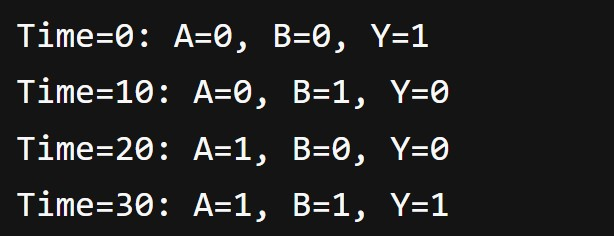 Time=0: A=0, B=0, Y=1
Time=10: A=0, B=1, Y=0
Time=20: A=1, B=0, Y=0
Time=30: A=1, B=1, Y=1